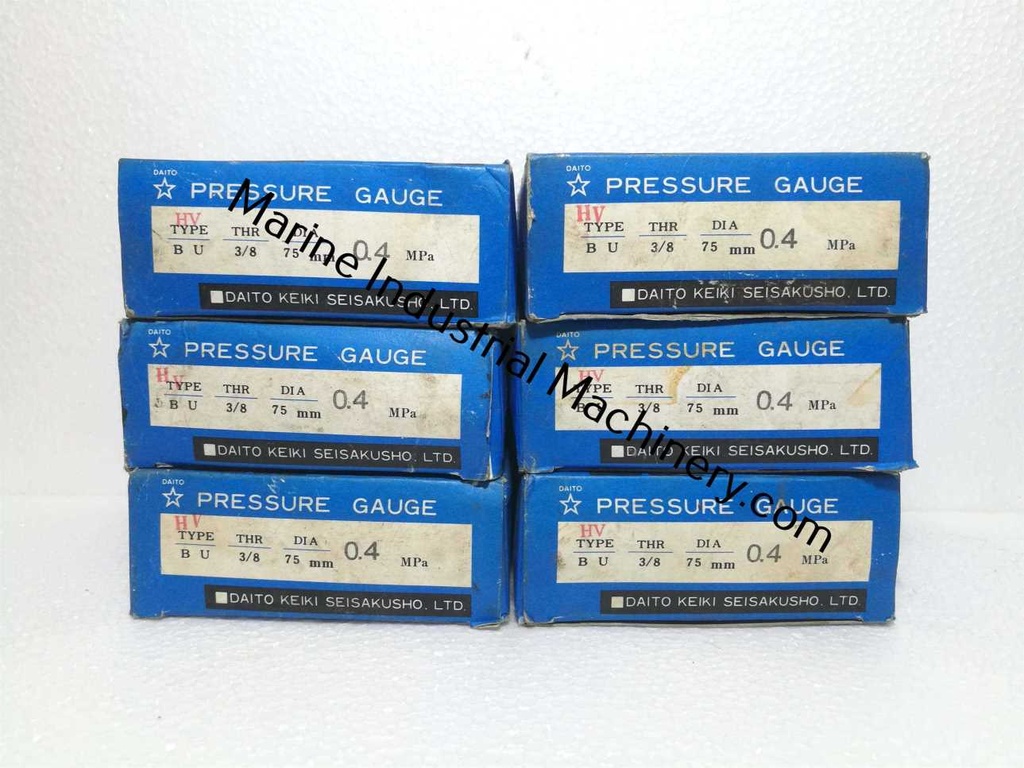 DAITO
PRESSURE GAUGE
HV
TYPE THR DIA
B U 3/8 75 mm 0.4 MPa
DAITO KEIKI SEISAKUSHO. LTD.
DAITO
PRESSURE GAUGE
HV
TYPE THR DIA
B U 3/8 75 mm 0.4 MPa
DAITO KEIKI SEISAKUSHO. LTD.
DAITO
PRESSURE GAUGE
HV
TYPE THR DIA
B U 3/8 75 mm 0.4 MPa
DAITO KEIKI SEISAKUSHO. LTD.
DAITO
PRESSURE GAUGE
HV
TYPE THR DIA
B U 3/8 75 mm 0.4 MPa
DAITO KEIKI SEISAKUSHO. LTD.
DAITO
PRESSURE GAUGE
HV
TYPE THR DIA
B U 3/8 75 mm 0.4 MPa
DAITO KEIKI SEISAKUSHO. LTD.
DAITO
PRESSURE GAUGE
HV
TYPE THR DIA
B U 3/8 75 mm 0.4 MPa
DAITO KEIKI SEISAKUSHO. LTD.
Marine Industrial Machinery.com